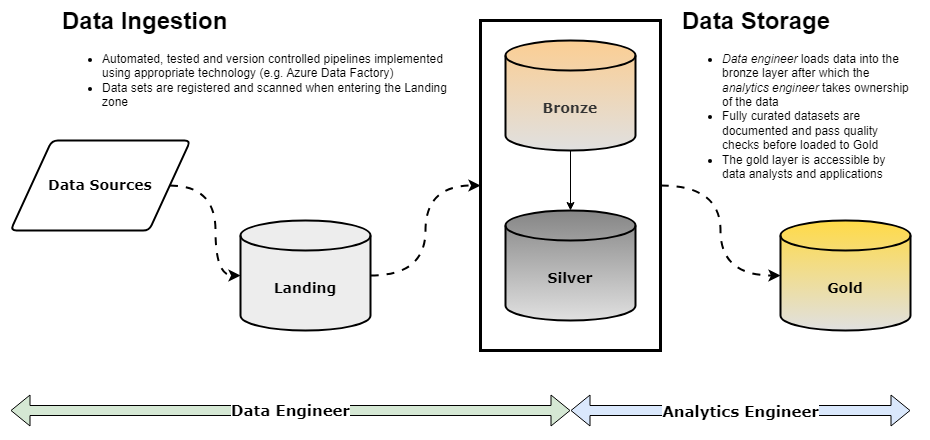 Data Ingestion
• Automated, tested and version controlled pipelines implemented
using appropriate technology (e.g. Azure Data Factory)
• Data sets are registered and scanned when entering the Landing
zone
Data Storage
• Data engineer loads data into the
bronze layer after which the
analytics engineer takes ownership
of the data
• Fully curated datasets are
documented and pass quality
checks before loaded to Gold
• The gold layer is accessible by
data analysts and applications
Data Sources
Landing
Bronze
Silver
Gold
Data Engineer
Analytics Engineer